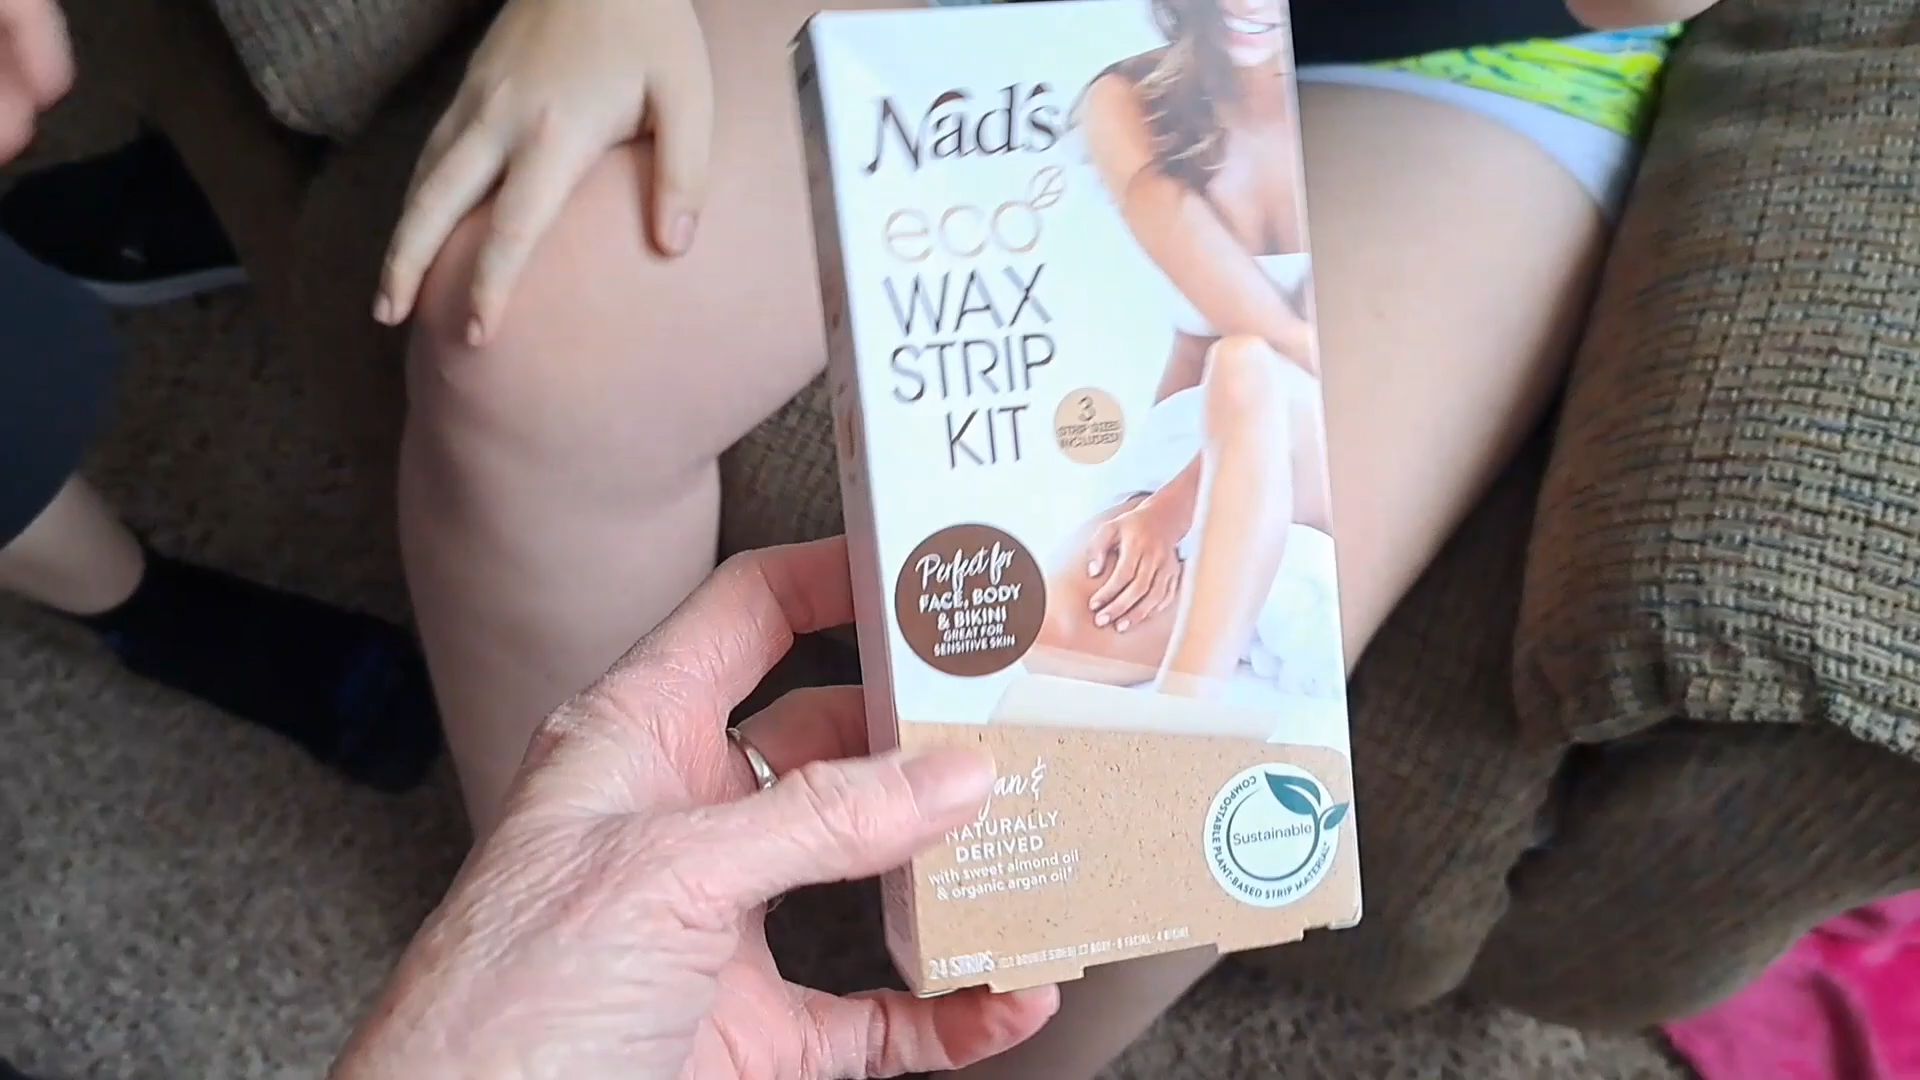 Nad's
eco
WAX
STRIP
KIT
3
STRIP SIZES
INCLUDED!
Perfect for
FACE, BODY
& BIKINI
GREAT FOR
SENSITIVE SKIN
&
NATURALLY
DERIVED
with sweet almond oil
& organic argan oil*
Sustainable
COMPOSTABLE PLANT-BASED STRIP MATERIAL*
24 STRIPS